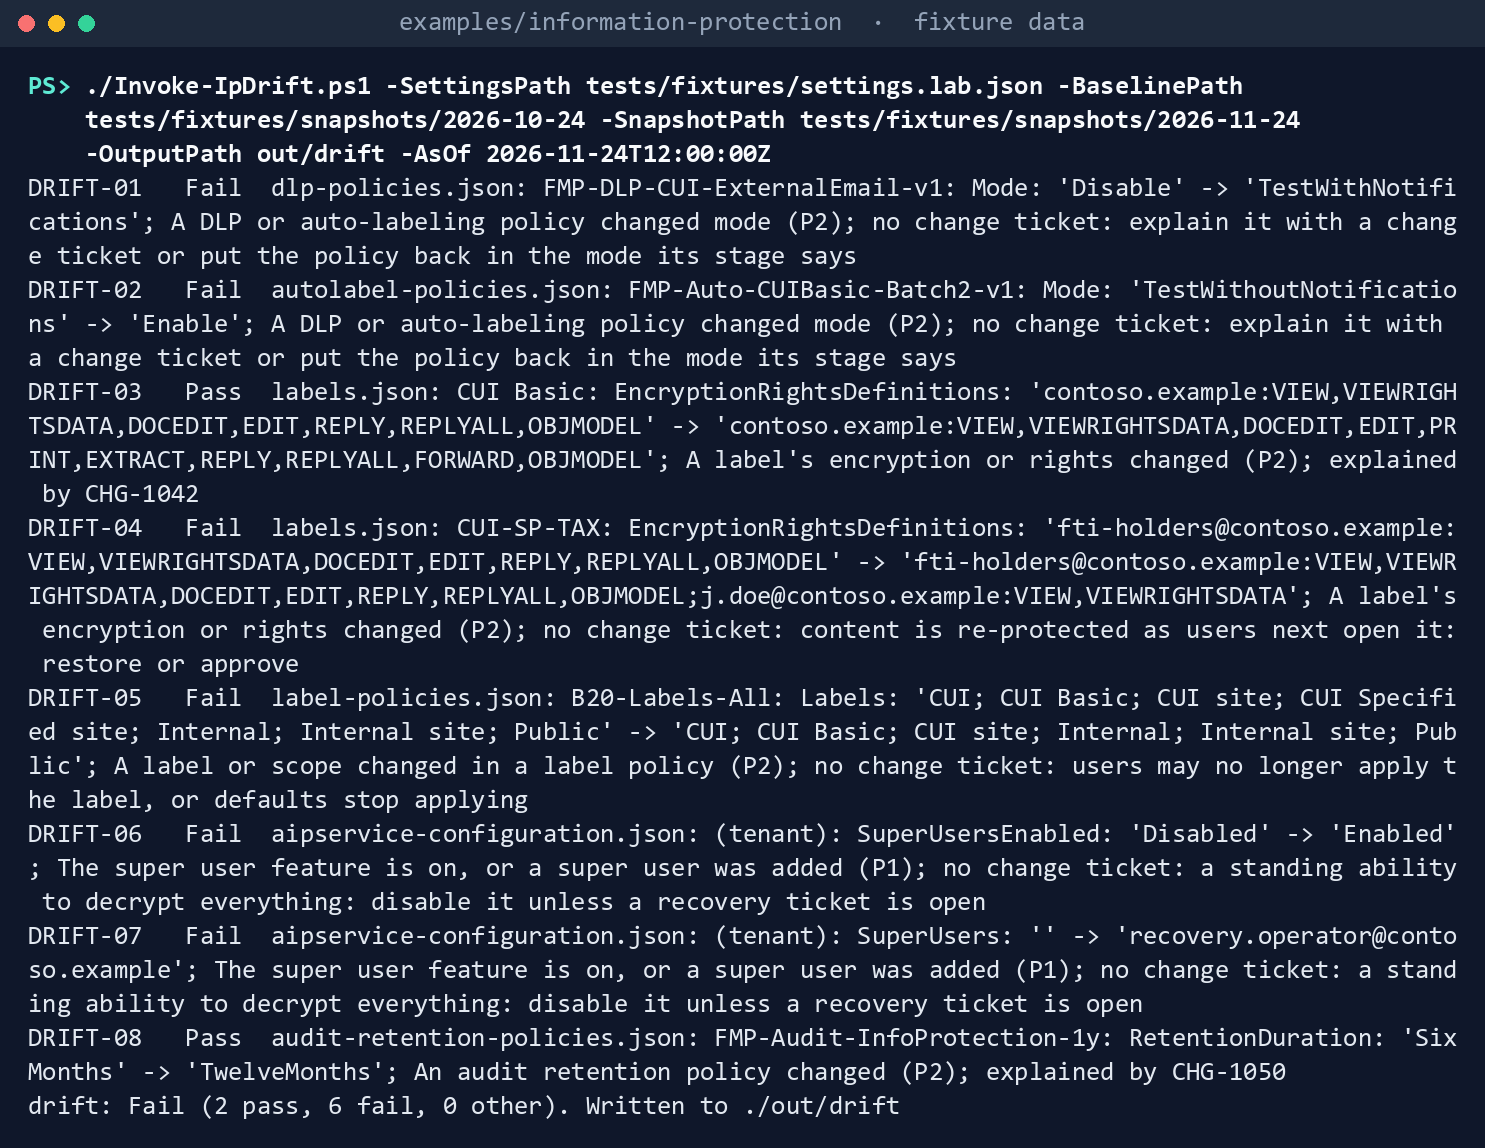 examples/information-protection · fixture data
PS> ./Invoke-IpDrift.ps1 -SettingsPath tests/fixtures/settings.lab.json -BaselinePath
tests/fixtures/snapshots/2026-10-24 -SnapshotPath tests/fixtures/snapshots/2026-11-24
-OutputPath out/drift -AsOf 2026-11-24T12:00:00Z
DRIFT-01   Fail  dlp-policies.json: FMP-DLP-CUI-ExternalEmail-v1: Mode: 'Disable' -> 'TestWithNotifi
cations'; A DLP or auto-labeling policy changed mode (P2); no change ticket: explain it with a chang
e ticket or put the policy back in the mode its stage says
DRIFT-02   Fail  autolabel-policies.json: FMP-Auto-CUIBasic-Batch2-v1: Mode: 'TestWithoutNotificatio
ns' -> 'Enable'; A DLP or auto-labeling policy changed mode (P2); no change ticket: explain it with
a change ticket or put the policy back in the mode its stage says
DRIFT-03   Pass  labels.json: CUI Basic: EncryptionRightsDefinitions: 'contoso.example:VIEW,VIEWRIGH
TSDATA,DOCEDIT,EDIT,REPLY,REPLYALL,OBJMODEL' -> 'contoso.example:VIEW,VIEWRIGHTSDATA,DOCEDIT,EDIT,PR
INT,EXTRACT,REPLY,REPLYALL,FORWARD,OBJMODEL'; A label's encryption or rights changed (P2); explained
 by CHG-1042
DRIFT-04   Fail  labels.json: CUI-SP-TAX: EncryptionRightsDefinitions: 'fti-holders@contoso.example:
VIEW,VIEWRIGHTSDATA,DOCEDIT,EDIT,REPLY,REPLYALL,OBJMODEL' -> 'fti-holders@contoso.example:VIEW,VIEWR
IGHTSDATA,DOCEDIT,EDIT,REPLY,REPLYALL,OBJMODEL;j.doe@contoso.example:VIEW,VIEWRIGHTSDATA'; A label's
 encryption or rights changed (P2); no change ticket: content is re-protected as users next open it:
 restore or approve
DRIFT-05   Fail  label-policies.json: B20-Labels-All: Labels: 'CUI; CUI Basic; CUI site; CUI Specifi
ed site; Internal; Internal site; Public' -> 'CUI; CUI Basic; CUI site; Internal; Internal site; Pub
lic'; A label or scope changed in a label policy (P2); no change ticket: users may no longer apply t
he label, or defaults stop applying
DRIFT-06   Fail  aipservice-configuration.json: (tenant): SuperUsersEnabled: 'Disabled' -> 'Enabled'
; The super user feature is on, or a super user was added (P1); no change ticket: a standing ability
 to decrypt everything: disable it unless a recovery ticket is open
DRIFT-07   Fail  aipservice-configuration.json: (tenant): SuperUsers: '' -> 'recovery.operator@conto
so.example'; The super user feature is on, or a super user was added (P1); no change ticket: a stand
ing ability to decrypt everything: disable it unless a recovery ticket is open
DRIFT-08   Pass  audit-retention-policies.json: FMP-Audit-InfoProtection-1y: RetentionDuration: 'Six
Months' -> 'TwelveMonths'; An audit retention policy changed (P2); explained by CHG-1050
drift: Fail (2 pass, 6 fail, 0 other). Written to ./out/drift